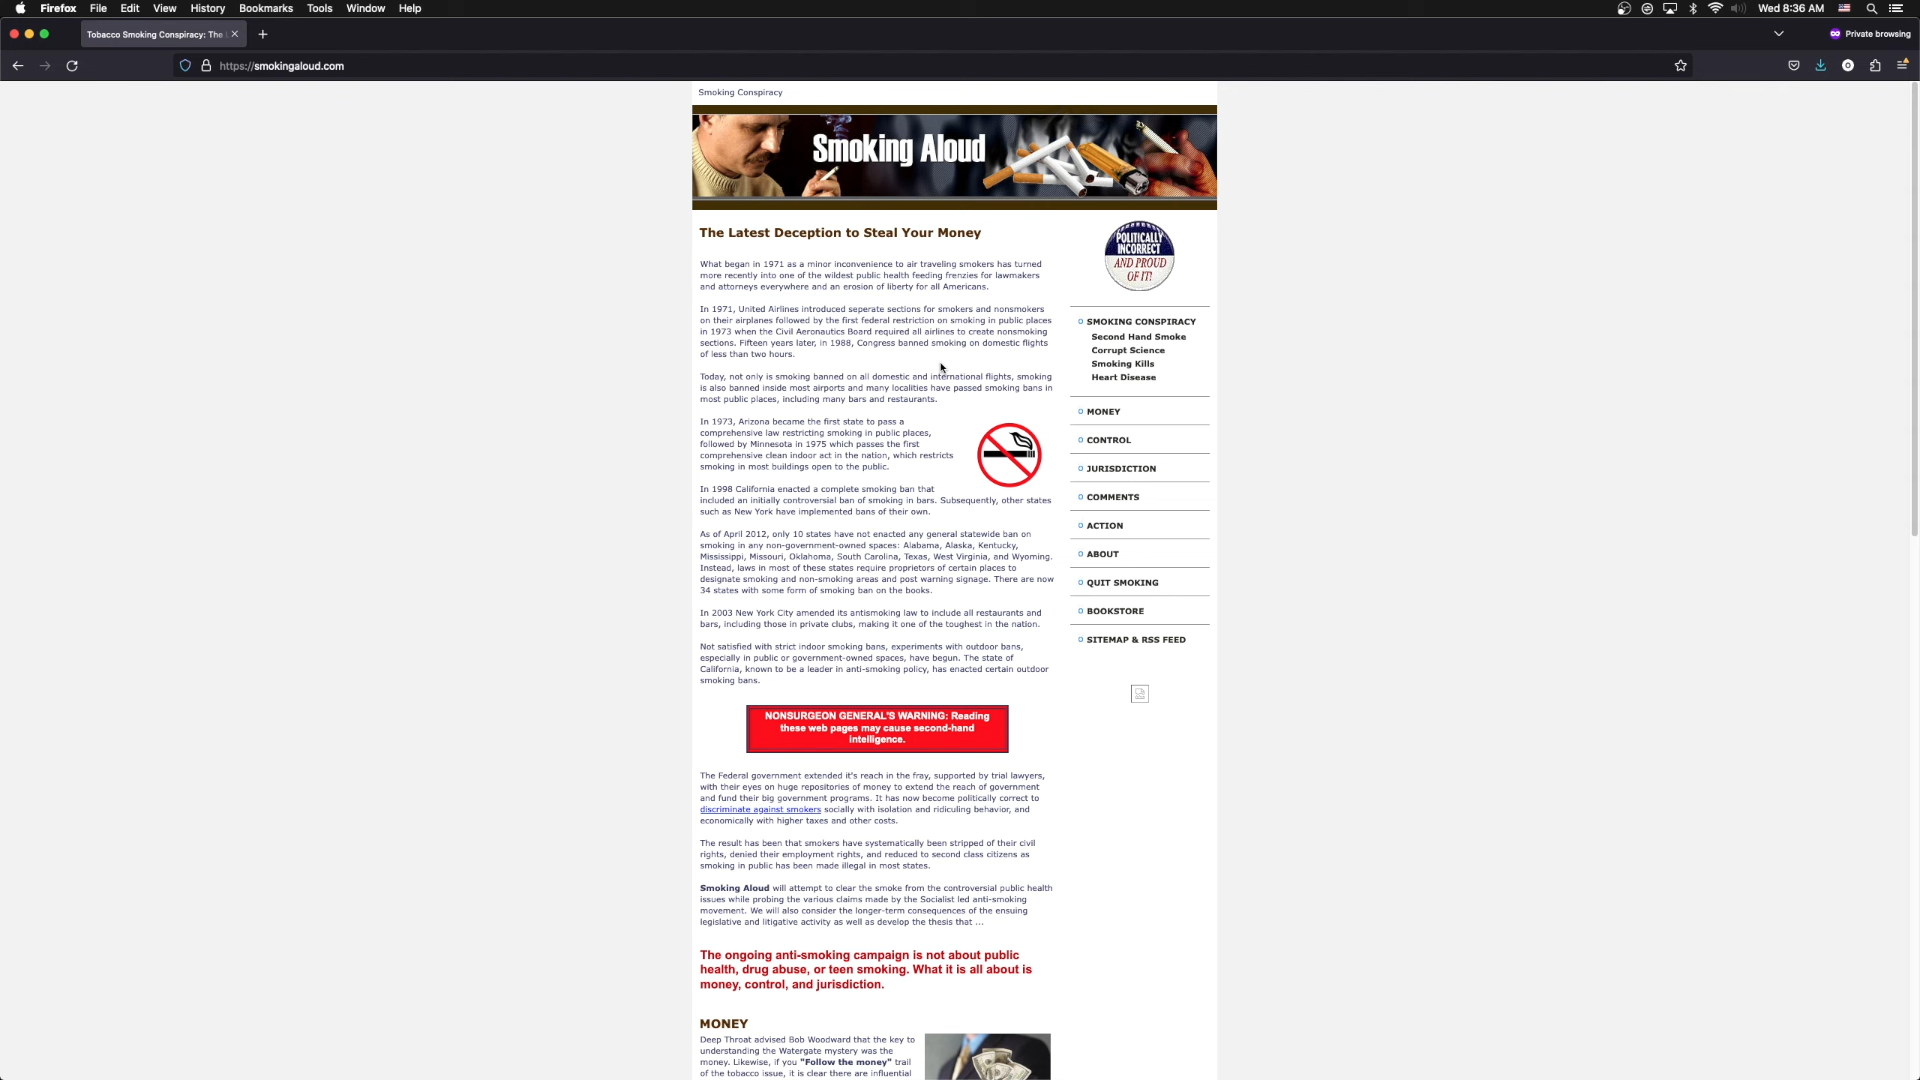 Firefox File Edit View History Bookmarks Tools Window Help Wed 8:36 AM
Tobacco Smoking Conspiracy: The Private browsing
https://smokingaloud.com
Smoking Conspiracy
Smoking Aloud
The Latest Deception to Steal Your Money
What began in 1971 as a minor inconvenience to air traveling smokers has turned
more recently into one of the wildest public health feeding frenzies for lawmakers
and attorneys everywhere and an erosion of liberty for all Americans.
In 1971, United Airlines introduced seperate sections for smokers and nonsmokers
on their airplanes followed by the first federal restriction on smoking in public places
in 1973 when the Civil Aeronautics Board required all airlines to create nonsmoking
sections. Fifteen years later, in 1988, Congress banned smoking on domestic flights
of less than two hours.
Today, not only is smoking banned on all domestic and international flights, smoking
is also banned inside most airports and many localities have passed smoking bans in
most public places, including many bars and restaurants.
In 1973, Arizona became the first state to pass a
comprehensive law restricting smoking in public places,
followed by Minnesota in 1975 which passes the first
comprehensive clean indoor act in the nation, which restricts
smoking in most buildings open to the public.
In 1998 California enacted a complete smoking ban that
included an initially controversial ban of smoking in bars. Subsequently, other states
such as New York have implemented bans of their own.
As of April 2012, only 10 states have not enacted any general statewide ban on
smoking in any non-government-owned spaces: Alabama, Alaska, Kentucky,
Mississippi, Missouri, Oklahoma, South Carolina, Texas, West Virginia, and Wyoming.
Instead, laws in most of these states require proprietors of certain places to
designate smoking and non-smoking areas and post warning signage. There are now
34 states with some form of smoking ban on the books.
In 2003 New York City amended its antismoking law to include all restaurants and
bars, including those in private clubs, making it one of the toughest in the nation.
Not satisfied with strict indoor smoking bans, experiments with outdoor bans,
especially in public or government-owned spaces, have begun. The state of
California, known to be a leader in anti-smoking policy, has enacted certain outdoor
smoking bans.
NONSURGEON GENERAL'S WARNING: Reading
these web pages may cause second-hand
intelligence.
The Federal government extended it's reach in the fray, supported by trial lawyers,
with their eyes on huge repositories of money to extend the reach of government
and fund their big government programs. It has now become politically correct to
discriminate against smokers socially with isolation and ridiculing behavior, and
economically with higher taxes and other costs.
The result has been that smokers have systematically been stripped of their civil
rights, denied their employment rights, and reduced to second class citizens as
smoking in public has been made illegal in most states.
Smoking Aloud will attempt to clear the smoke from the controversial public health
issues while probing the various claims made by the Socialist led anti-smoking
movement. We will also consider the longer-term consequences of the ensuing
legislative and litigative activity as well as develop the thesis that ...
The ongoing anti-smoking campaign is not about public
health, drug abuse, or teen smoking. What it is all about is
money, control, and jurisdiction.
MONEY
Deep Throat advised Bob Woodward that the key to
understanding the Watergate mystery was the
money. Likewise, if you "Follow the money" trail
of the tobacco issue, it is clear there are influential
POLITICALLY
INCORRECT
AND PROUD
OF IT!
SMOKING CONSPIRACY
Second Hand Smoke
Corrupt Science
Smoking Kills
Heart Disease
MONEY
CONTROL
JURISDICTION
COMMENTS
ACTION
ABOUT
QUIT SMOKING
BOOKSTORE
SITEMAP & RSS FEED